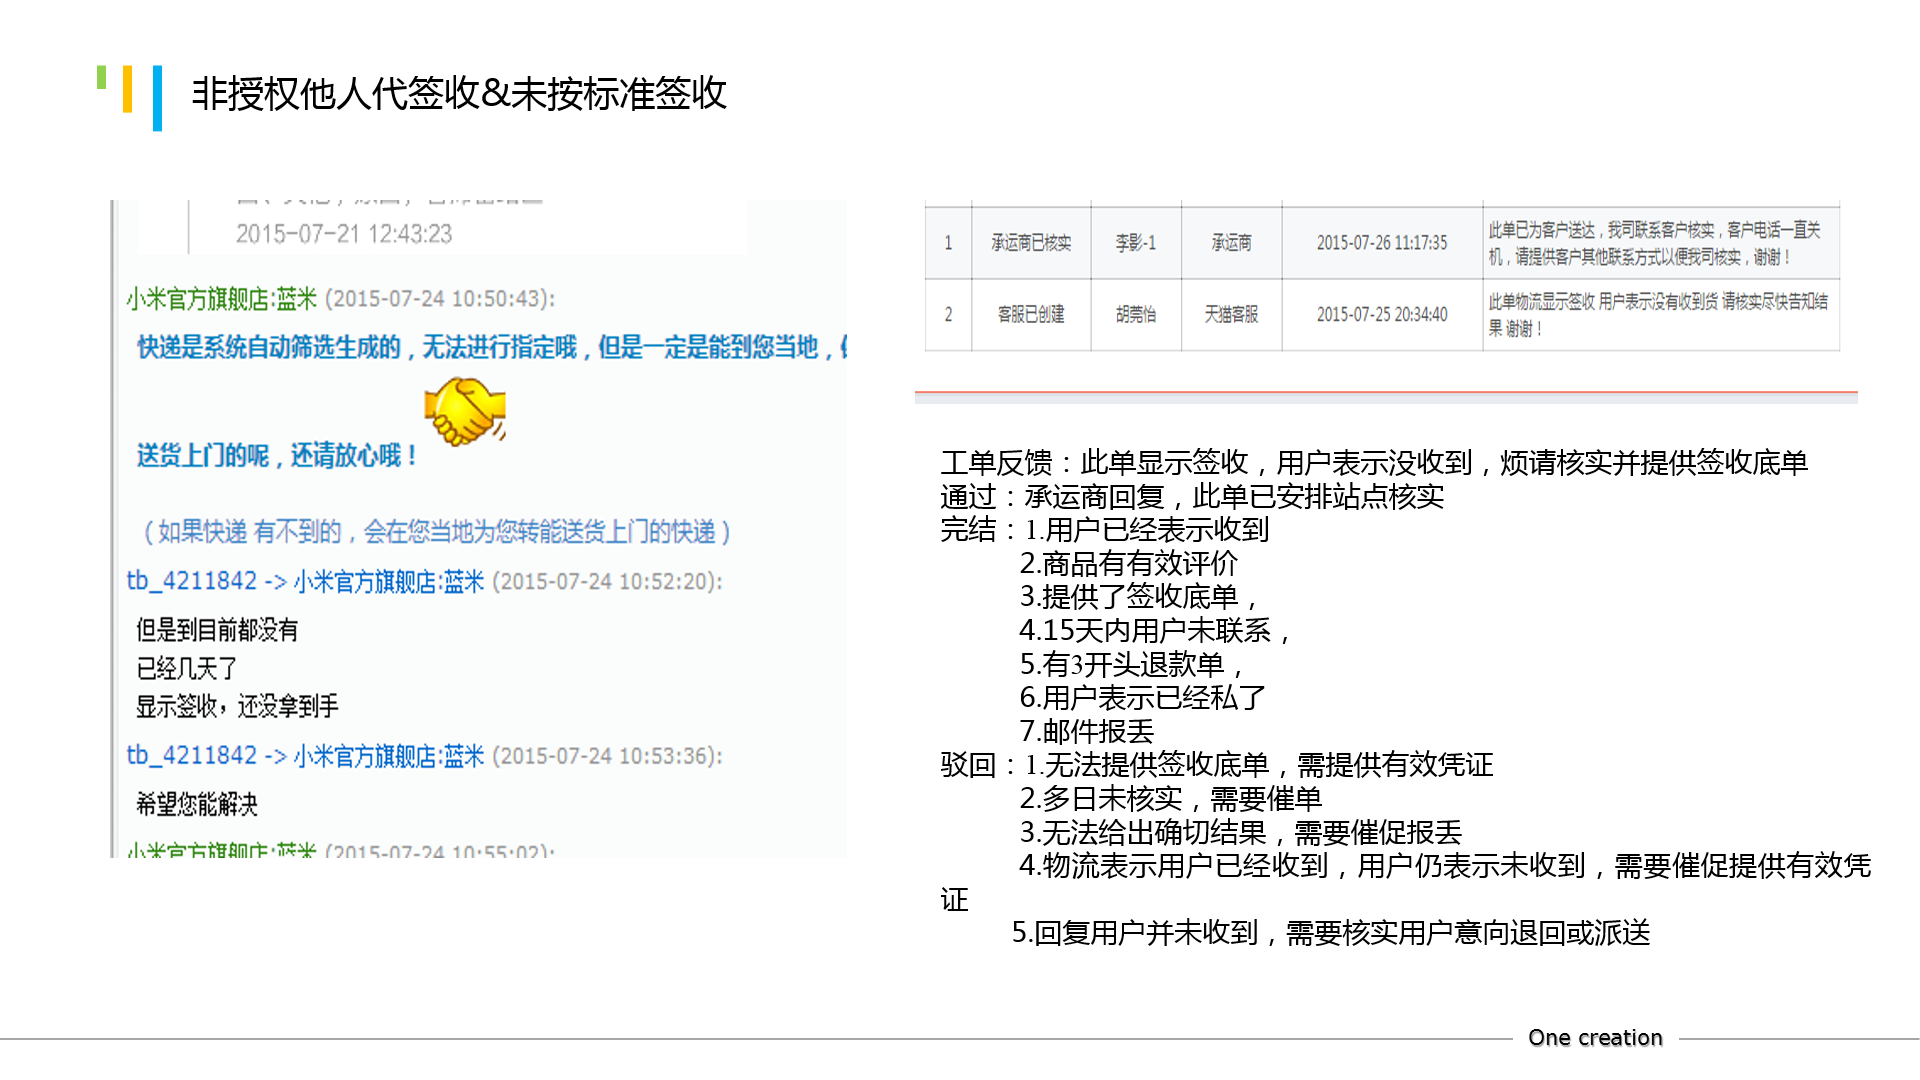 非授权他人代签收&未按标准签收
2015-07-21 12:43:23
小米官方旗舰店:蓝米 (2015-07-24 10:50:43):
快递是系统自动筛选生成的，无法进行指定哦，但是一定是能到您当地，
送货上门的呢，还请放心哦！
（如果快递 有不到的，会在您当地为您转能送货上门的快递）
tb_4211842 -> 小米官方旗舰店:蓝米 (2015-07-24 10:52:20):
但是到目前都没有
已经几天了
显示签收，还没拿到手
tb_4211842 -> 小米官方旗舰店:蓝米 (2015-07-24 10:53:36):
希望您能解决
小米官方旗舰店:蓝米 (2015-07-24 10:55:02):
1 承运商已核实 李影-1 承运商 2015-07-26 11:17:35 此单已为客户送达，我司联系客户核实，客户电话一直关
机，请提供客户其他联系方式以便我司核实，谢谢！
2 客服已创建 胡莞怡 天猫客服 2015-07-25 20:34:40 此单物流显示签收 用户表示没有收到货 请核实尽快告知结
果 谢谢！
工单反馈：此单显示签收，用户表示没收到，烦请核实并提供签收底单
通过：承运商回复，此单已安排站点核实
完结：1.用户已经表示收到
2.商品有有效评价
3.提供了签收底单，
4.15天内用户未联系，
5.有3开头退款单，
6.用户表示已经私了
7.邮件报丢
驳回：1.无法提供签收底单，需提供有效凭证
2.多日未核实，需要催单
3.无法给出确切结果，需要催促报丢
4.物流表示用户已经收到，用户仍表示未收到，需要催促提供有效凭
证
5.回复用户并未收到，需要核实用户意向退回或派送
One creation